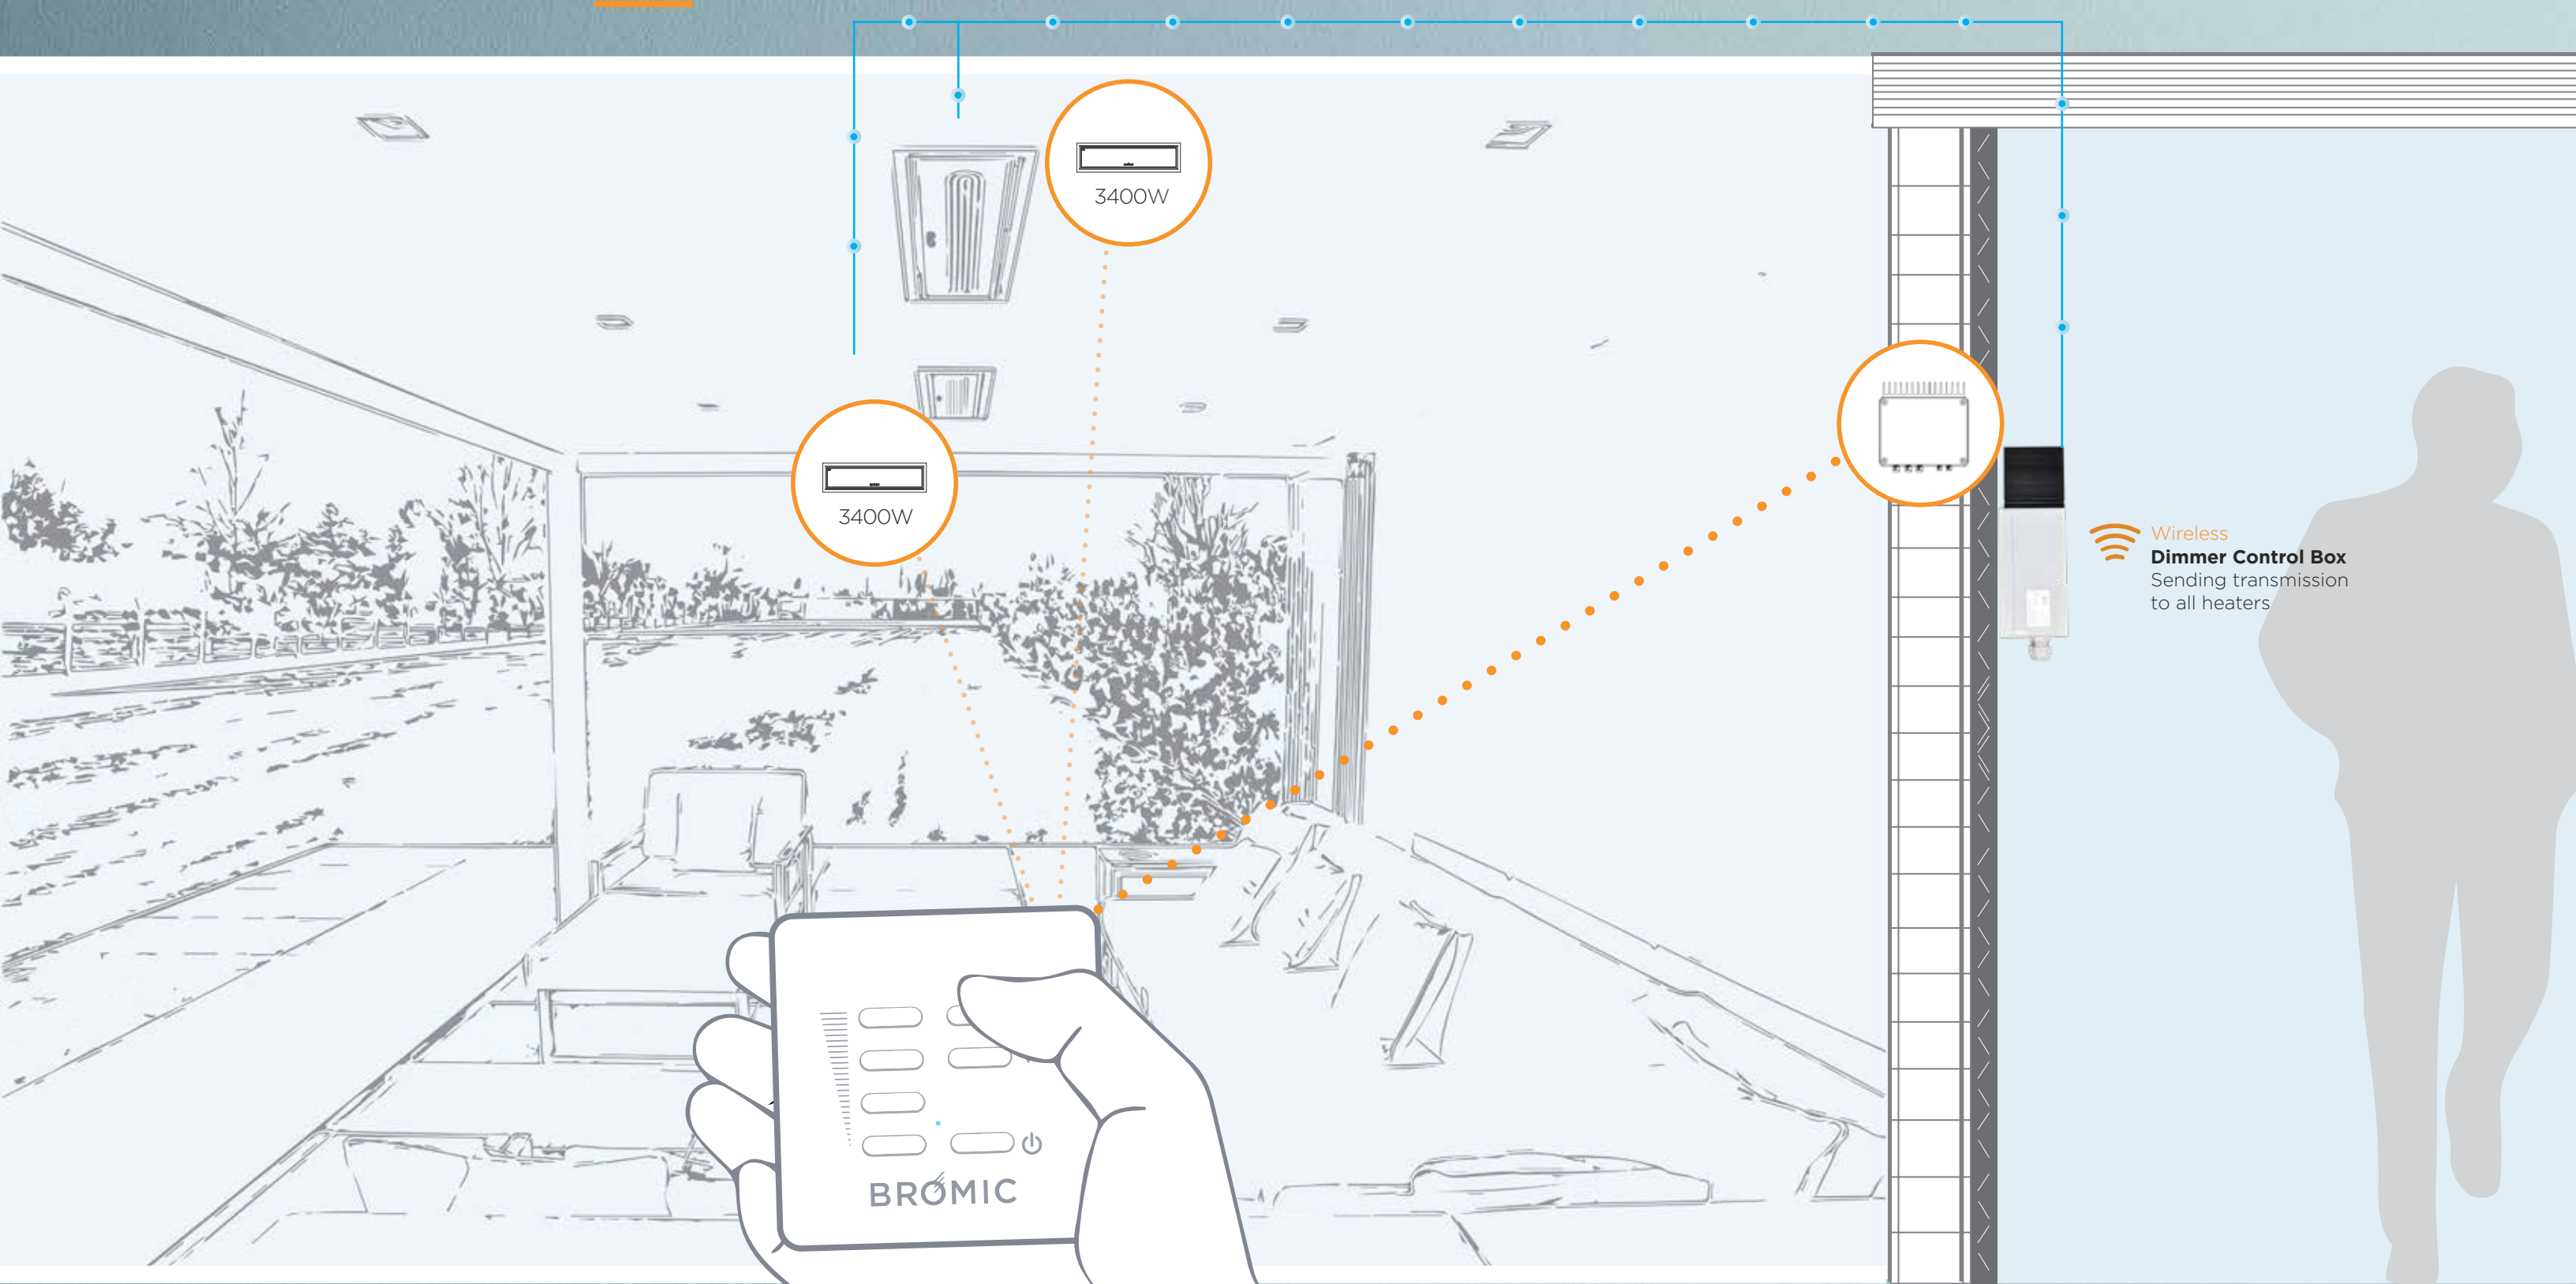 3400W
3400W
Wireless
Dimmer Control Box
Sending transmission
to all heaters
BROMIC